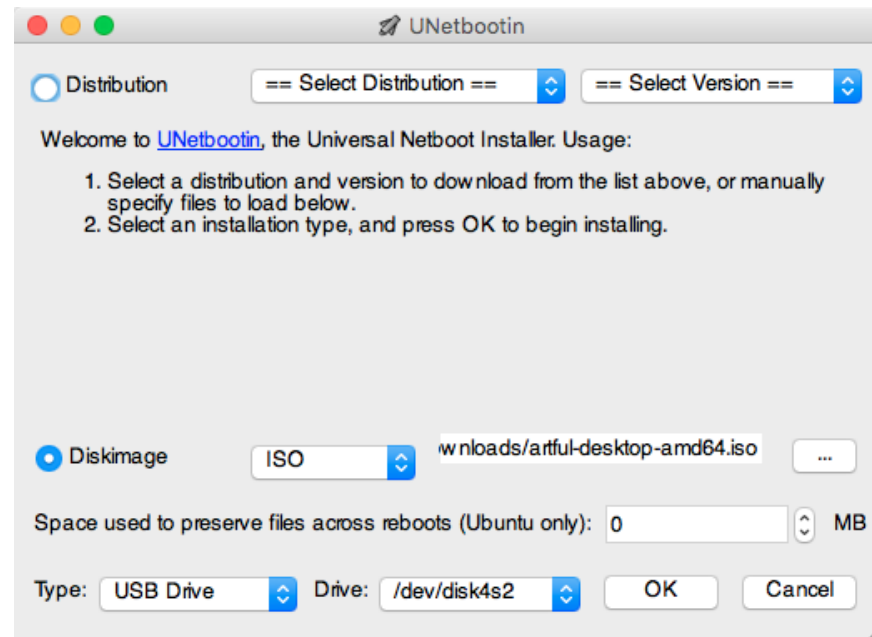 UNetbootin
Distribution == Select Distribution == == Select Version ==
Welcome to UNetbootin, the Universal Netboot Installer. Usage:
1. Select a distribution and version to download from the list above, or manually
specify files to load below.
2. Select an installation type, and press OK to begin installing.
Diskimage ISO wnloads/artful-desktop-amd64.iso ...
Space used to preserve files across reboots (Ubuntu only): 0 MB
Type: USB Drive Drive: /dev/disk4s2 OK Cancel